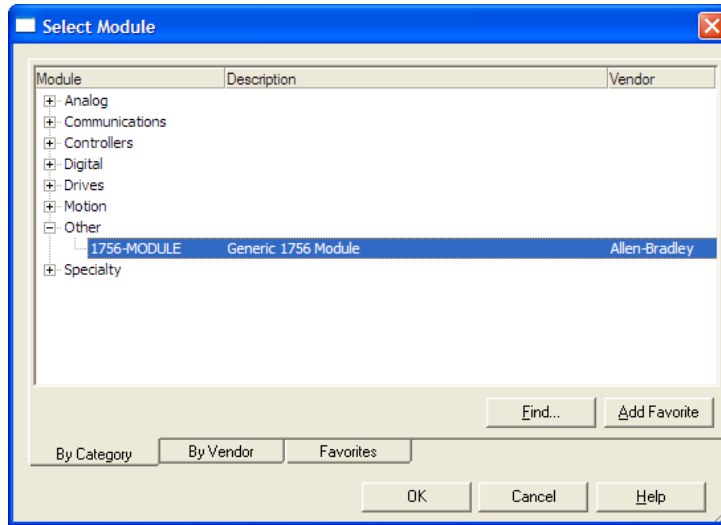 Select Module
Module Description Vendor
Analog
Communications
Controllers
Digital
Drives
Motion
Other
1756-MODULE Generic 1756 Module Allen-Bradley
Specialty
Find... Add Favorite
By Category By Vendor Favorites
OK Cancel Help